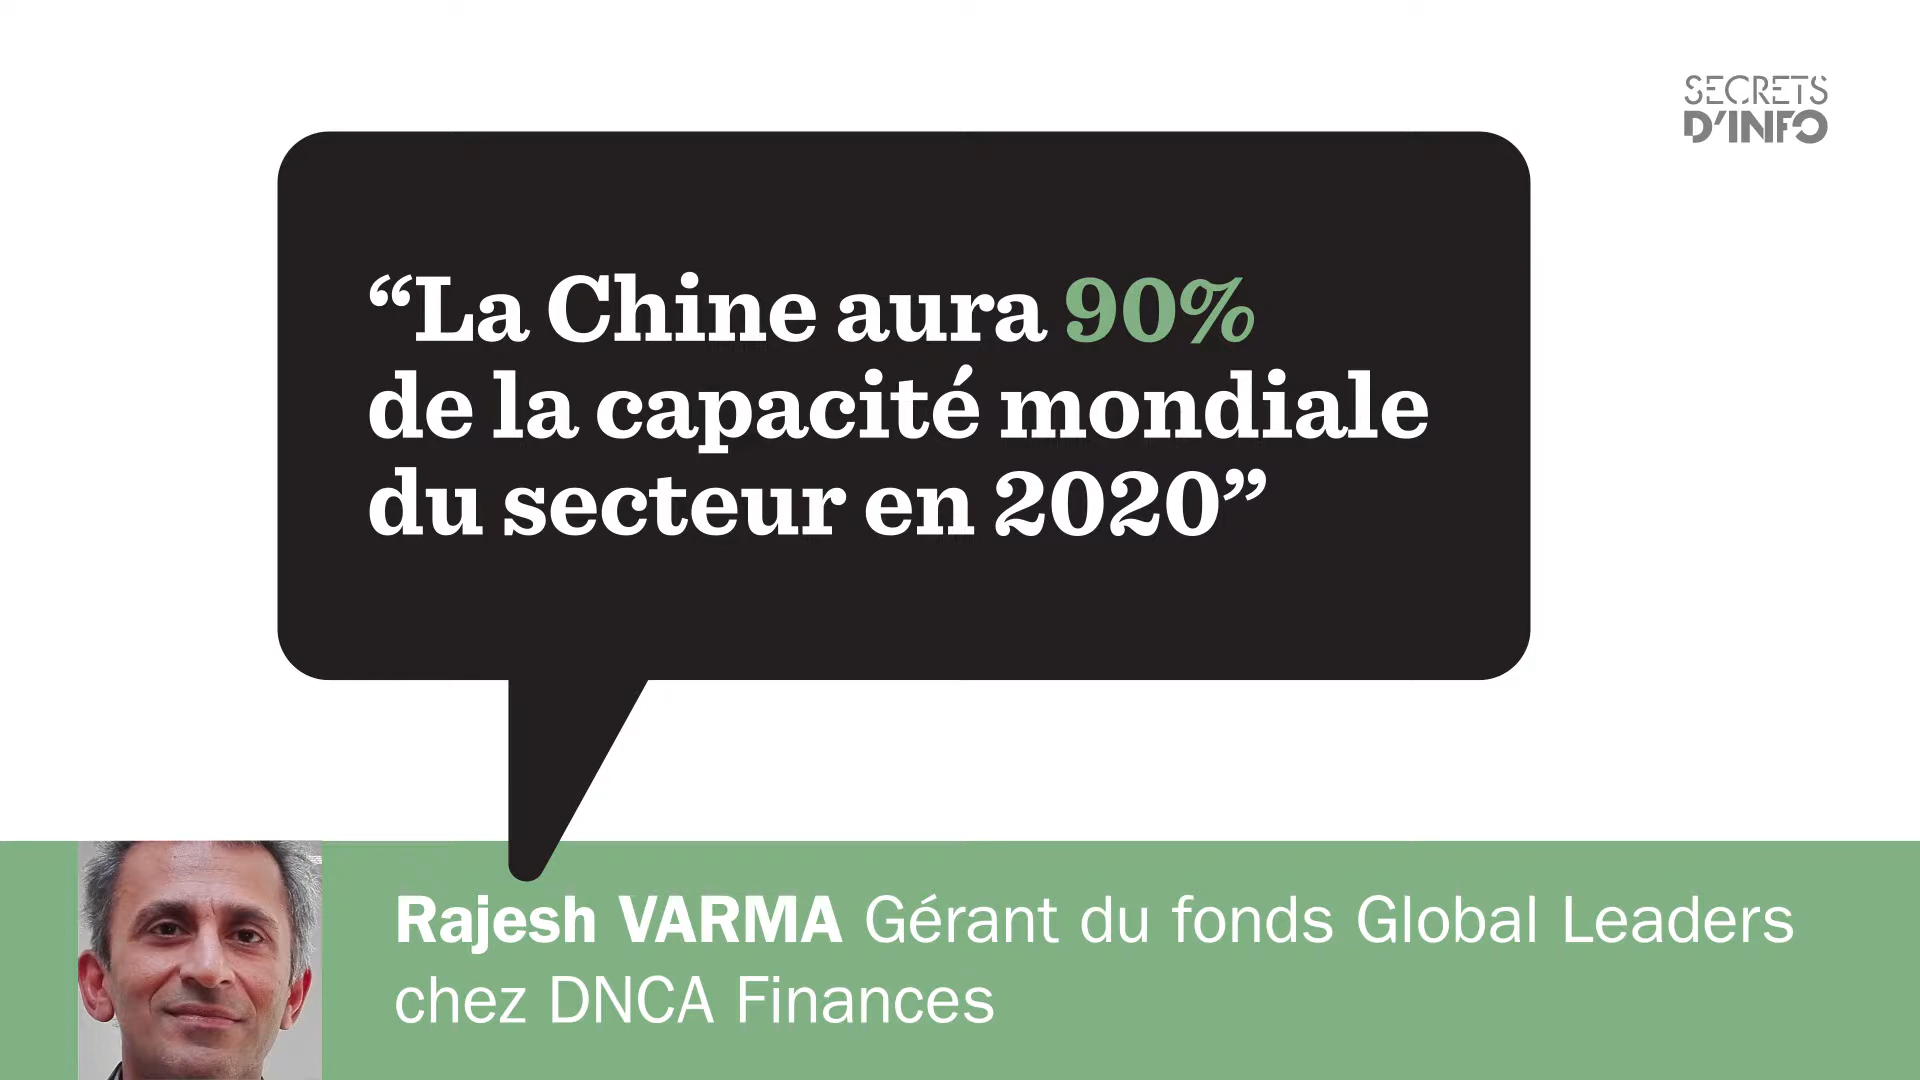 SECRETS
D'INFO
“La Chine aura 90%
de la capacité mondiale
du secteur en 2020”
Rajesh VARMA Gérant du fonds Global Leaders
chez DNCA Finances